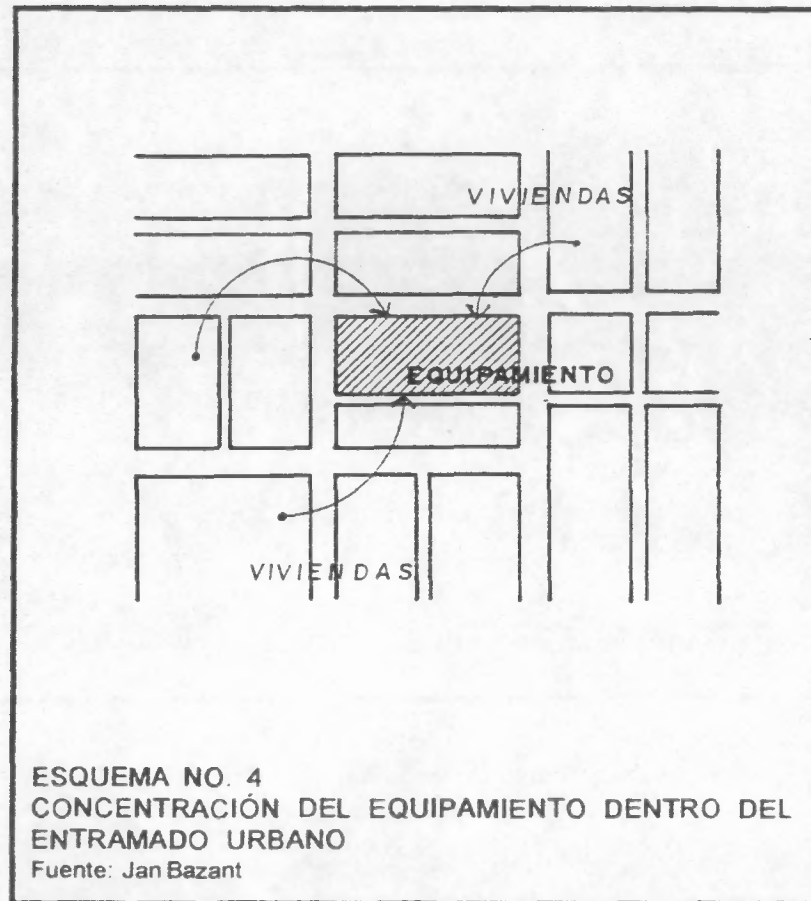 VIVIENDAS
EQUIPAMIENTO
VIVIENDAS
ESQUEMA NO. 4
CONCENTRACIÓN DEL EQUIPAMIENTO DENTRO DEL
ENTRAMADO URBANO
Fuente: Jan Bazant